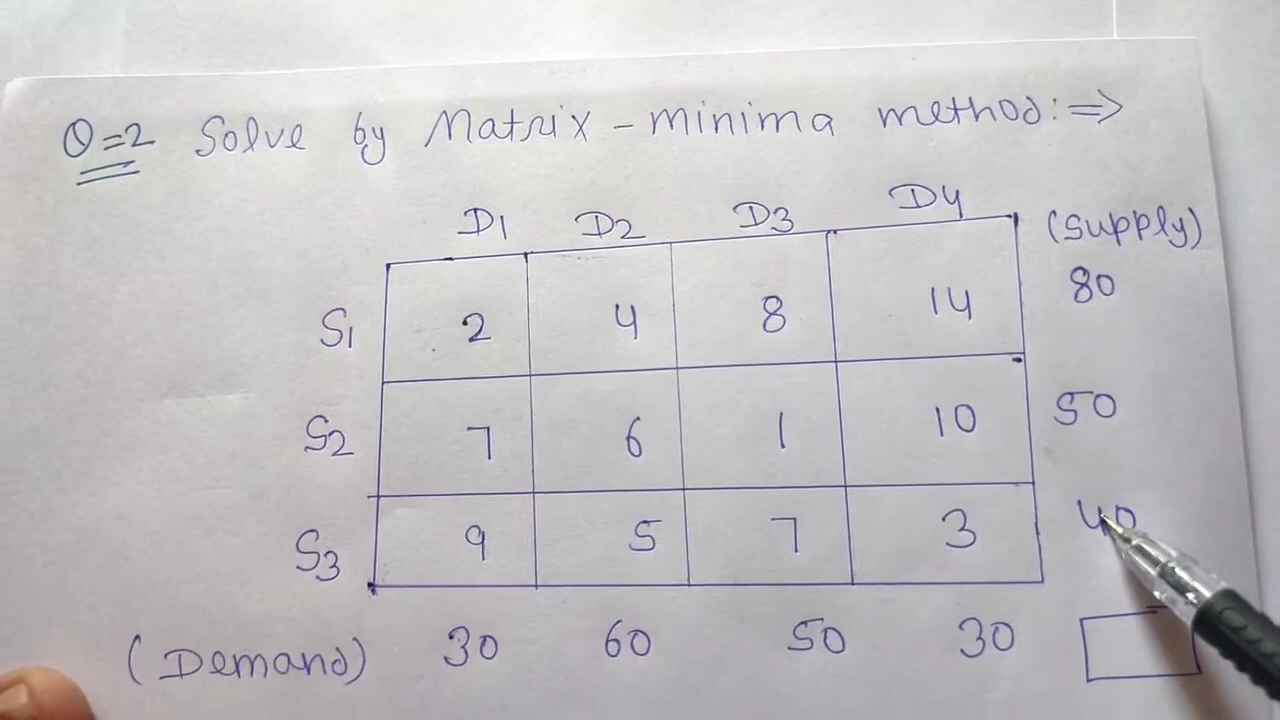 Q=2 Solve by Matrix-minima method:⇒
D1 D2 D3 D4 (Supply)
S1 2 4 8 14 80
S2 7 6 1 10 50
S3 9 5 7 3 40
(Demand) 30 60 50 30